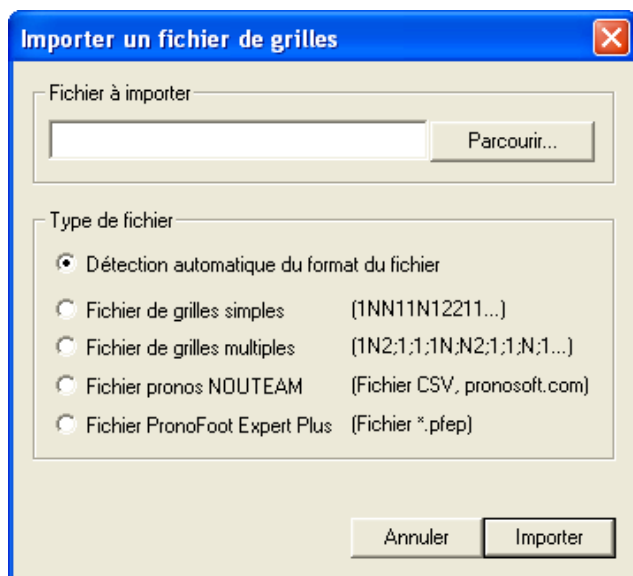 Importer un fichier de grilles
Fichier à importer
Parcourir...
Type de fichier
Détection automatique du format du fichier
Fichier de grilles simples (1NN11N12211...)
Fichier de grilles multiples (1N2;1;1;1N;N2;1;1;N;1...)
Fichier pronos NOUTEAM (Fichier CSV, pronosoft.com)
Fichier PronoFoot Expert Plus (Fichier *.pfep)
Annuler Importer